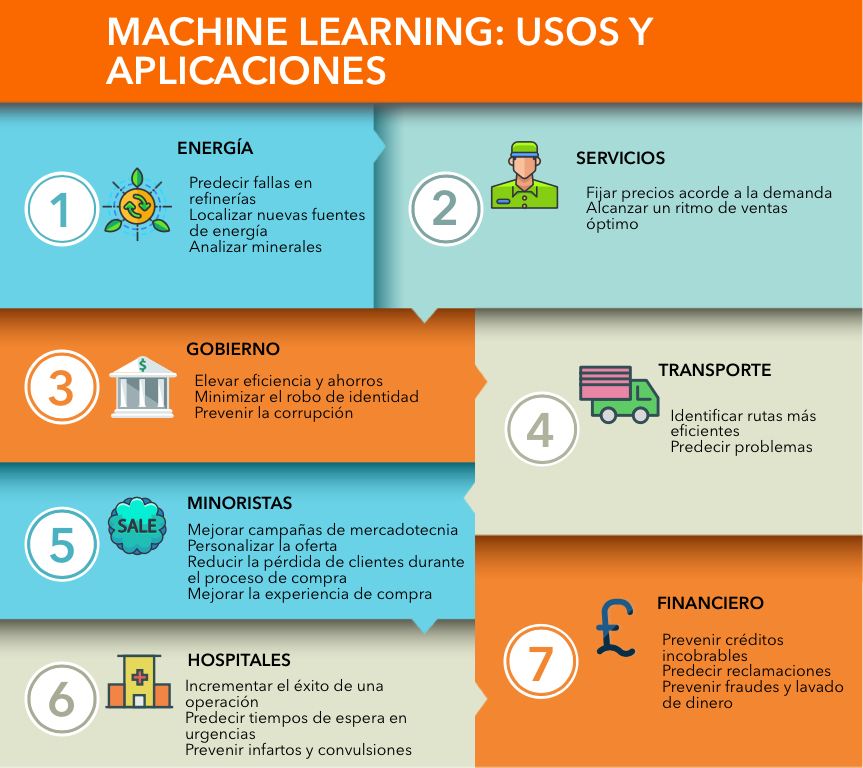 MACHINE LEARNING: USOS Y
APLICACIONES
1
ENERGÍA
Predecir fallas en
refinerías
Localizar nuevas fuentes
de energía
Analizar minerales
2
SERVICIOS
Fijar precios acorde a la demanda
Alcanzar un ritmo de ventas
óptimo
3
$
GOBIERNO
Elevar eficiencia y ahorros
Minimizar el robo de identidad
Prevenir la corrupción
4
TRANSPORTE
Identificar rutas más
eficientes
Predecir problemas
5
SALE
MINORISTAS
Mejorar campañas de mercadotecnia
Personalizar la oferta
Reducir la pérdida de clientes durante
el proceso de compra
Mejorar la experiencia de compra
6
HOSPITALES
Incrementar el éxito de una
operación
Predecir tiempos de espera en
urgencias
Prevenir infartos y convulsiones
7
£
FINANCIERO
Prevenir créditos
incobrables
Predecir reclamaciones
Prevenir fraudes y lavado
de dinero